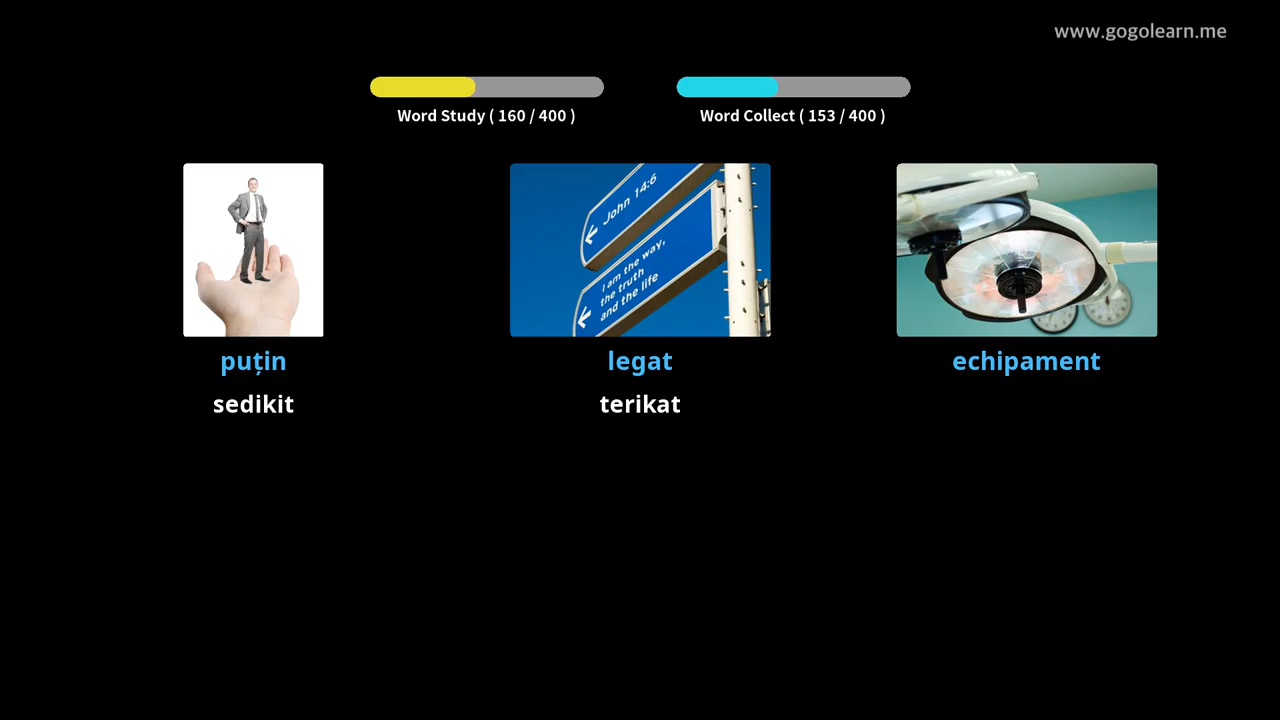 www.gogolearn.me
Word Study ( 160 / 400 )
Word Collect ( 153 / 400 )
John 14:6
I am the way,
the truth
and the life
puțin
legat
echipament
sedikit
terikat